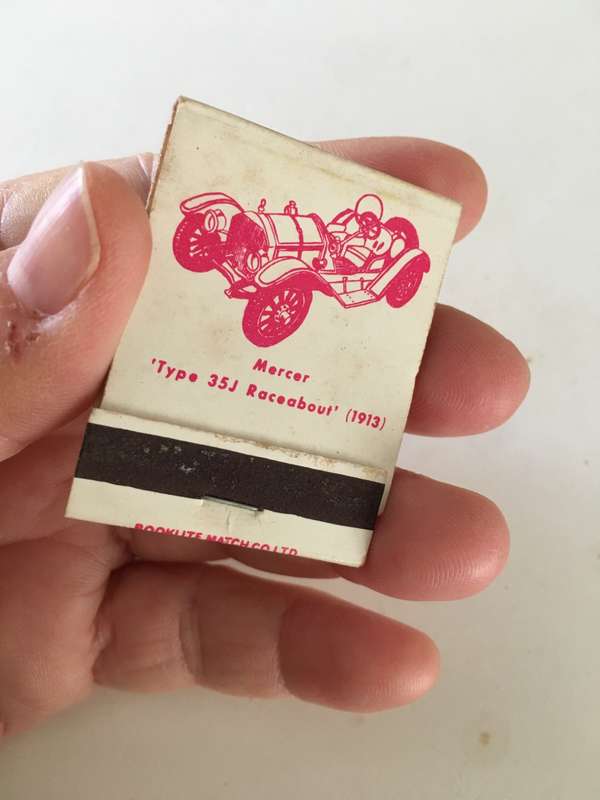 Mercer
'Type 35J Raceabout' (1913)
BOOKLITE MATCH CO LTD